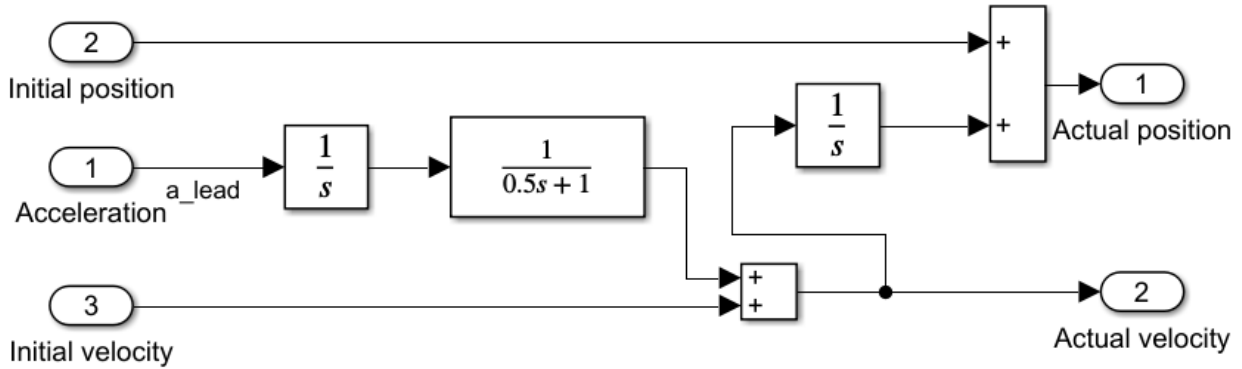 2
Initial position
+
+
1
Actual position
1
s
1
Acceleration
a_lead
1
s
1
0.5s + 1
+
+
3
Initial velocity
2
Actual velocity